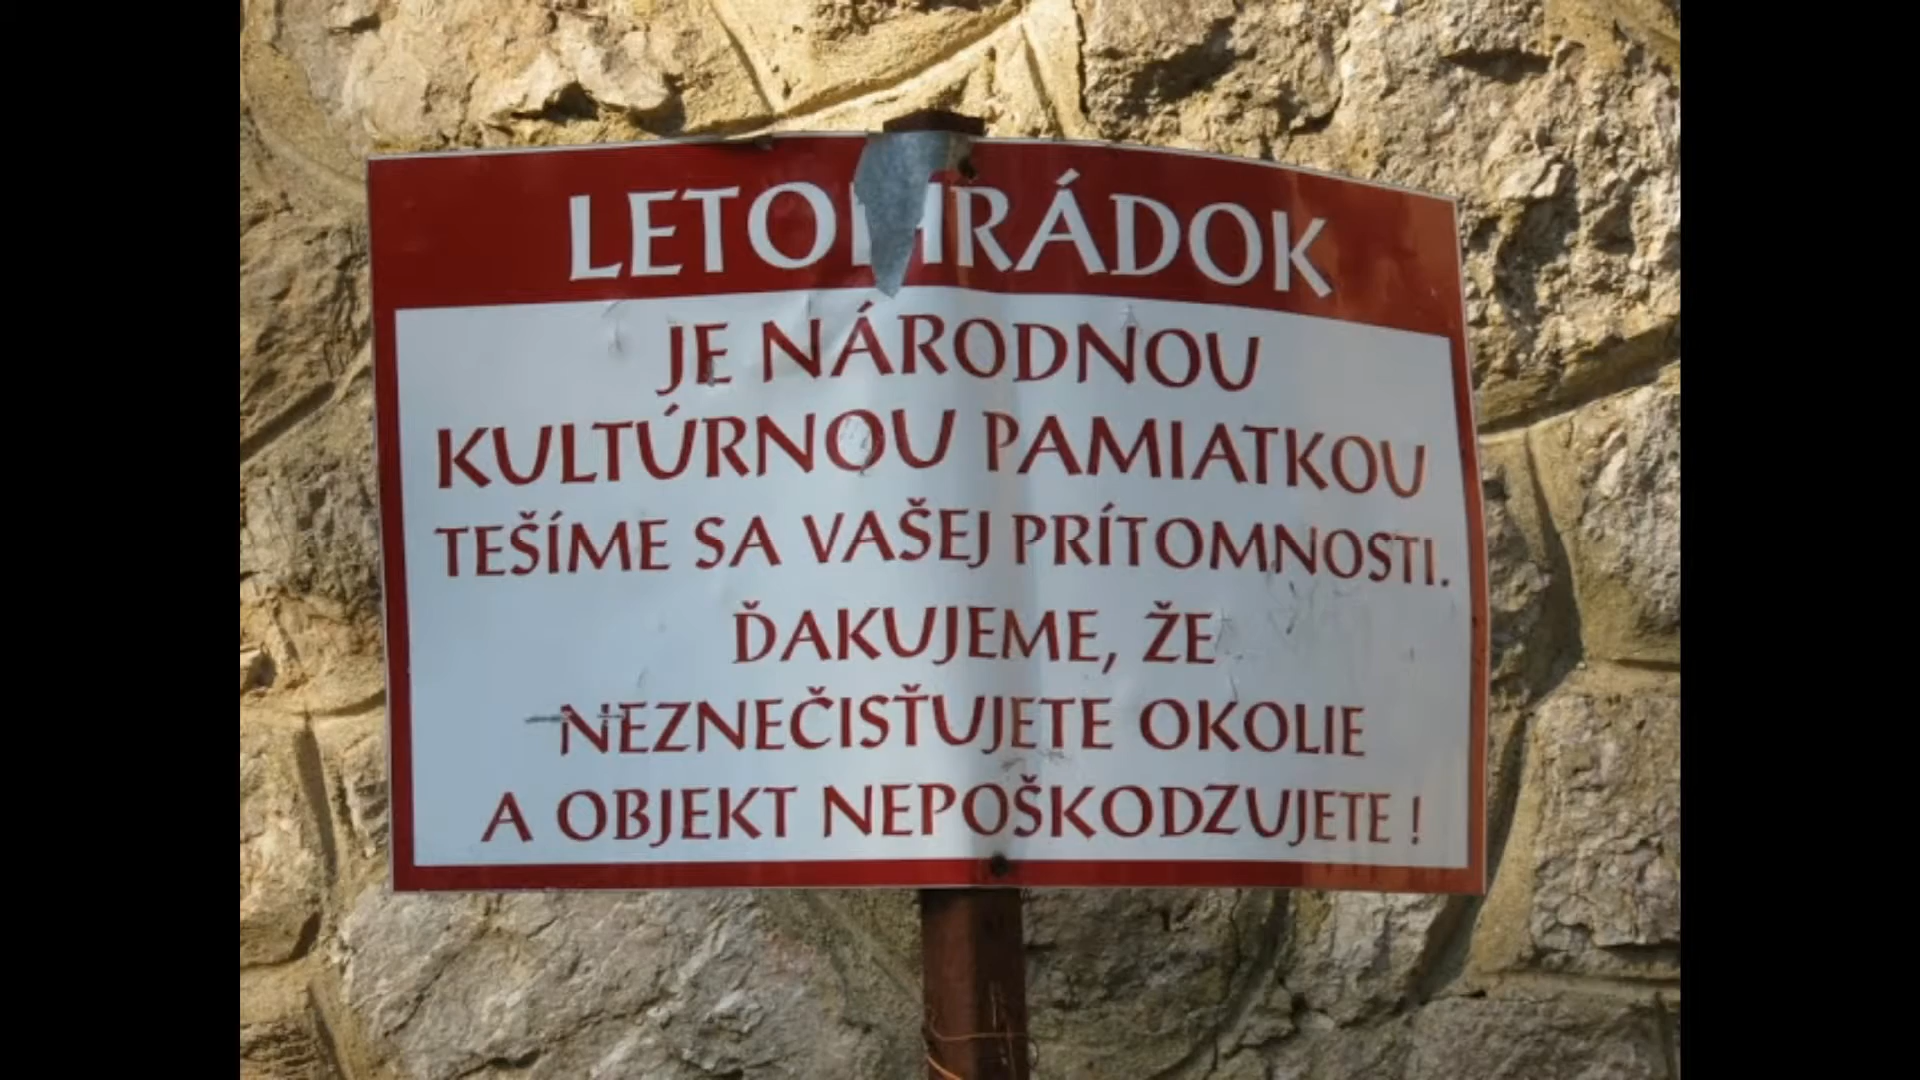 LETOHRÁDOK
JE NÁRODNOU
KULTÚRNOU PAMIATKOU
TEŠÍME SA VAŠEJ PRÍTOMNOSTI.
ĎAKUJEME, ŽE
NEZNEČISŤUJETE OKOLIE
A OBJEKT NEPOŠKODZUJETE !